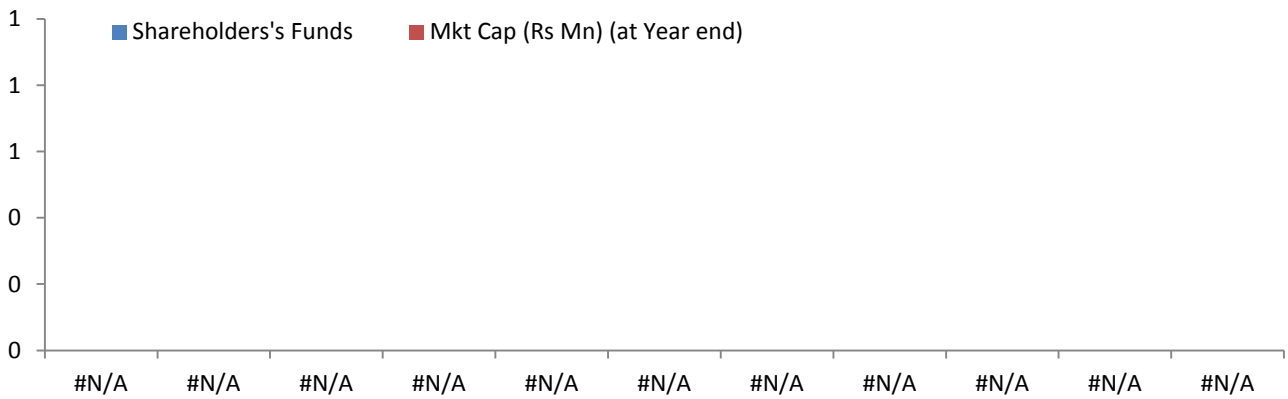 Shareholders's Funds
Mkt Cap (Rs Mn) (at Year end)
1
1
1
0
0
0
#N/A #N/A #N/A #N/A #N/A #N/A #N/A #N/A #N/A #N/A #N/A